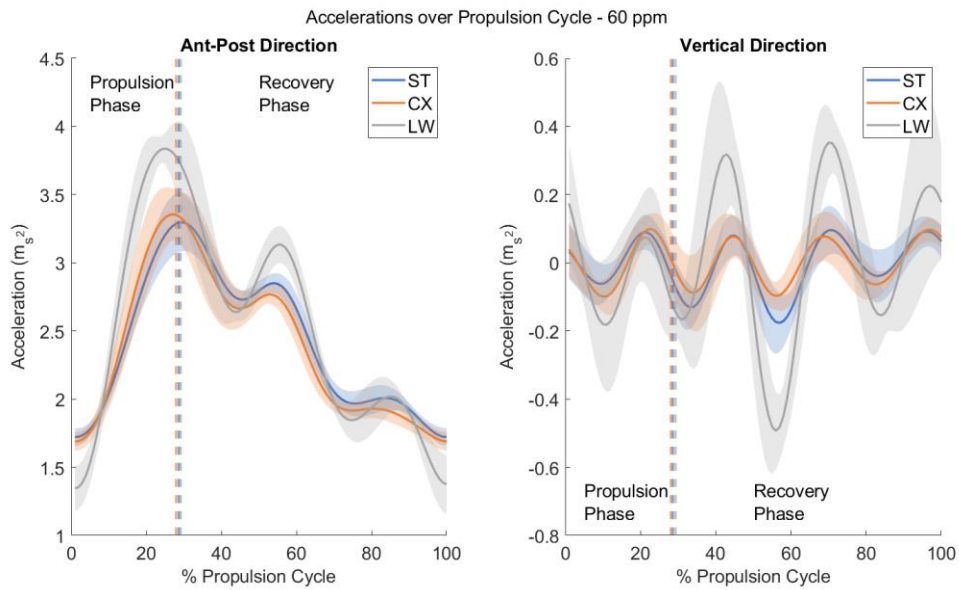 Accelerations over Propulsion Cycle - 60 ppm
Ant-Post Direction
Propulsion
Phase
Recovery
Phase
ST
CX
LW
4.5
4
3.5
3
2.5
2
1.5
1
Acceleration (m_s²)
0
20
40
60
80
100
% Propulsion Cycle
Vertical Direction
ST
CX
LW
0.6
0.4
0.2
0
-0.2
-0.4
-0.6
-0.8
Acceleration (m_s²)
Propulsion
Phase
Recovery
Phase
0
20
40
60
80
100
% Propulsion Cycle